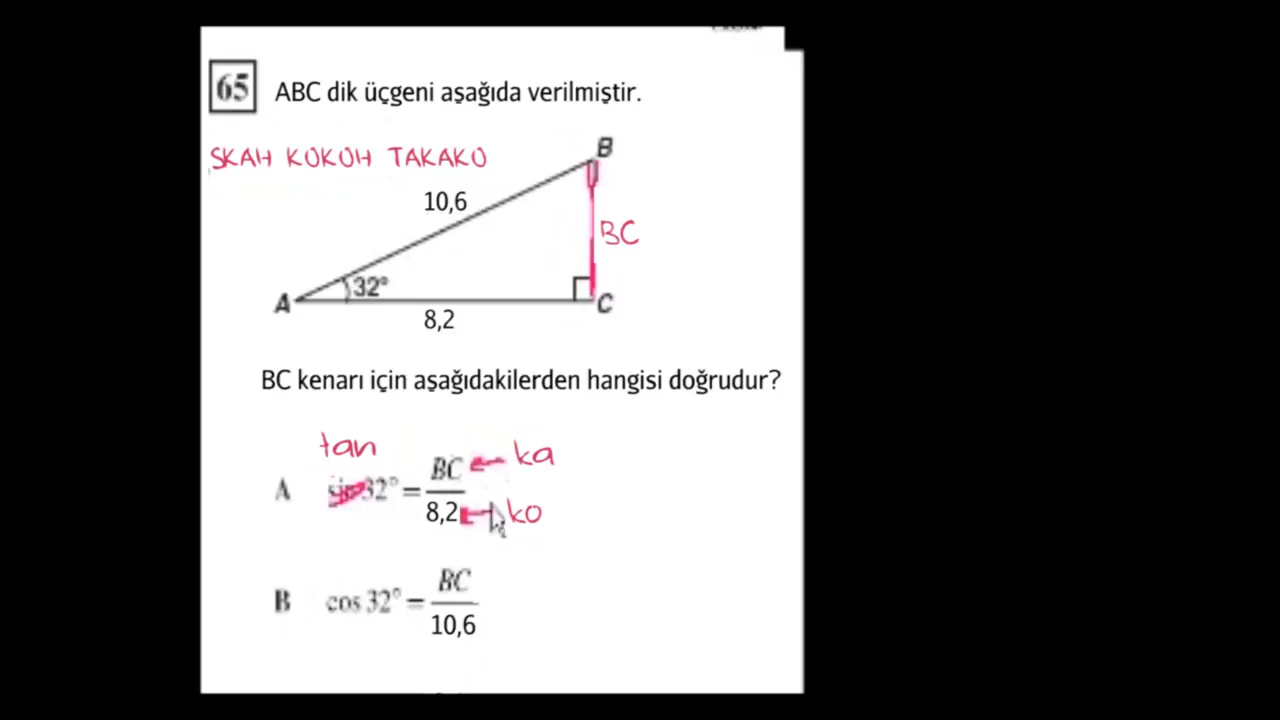 65 ABC dik üçgeni aşağıda verilmiştir.
SKAH KOKOH TAKAKO
B
10,6
BC
32°
A
C
8,2
BC kenarı için aşağıdakilerden hangisi doğrudur?
tan
A sin 32° = BC / 8,2
ka
ko
B cos 32° = BC / 10,6